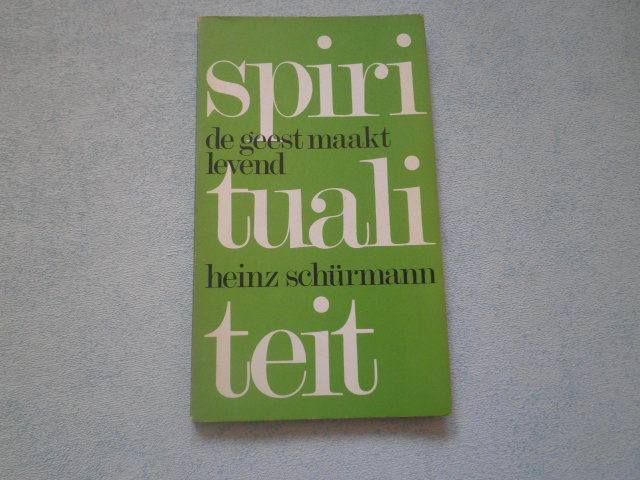 spiri
de geest maakt
levend
tuali
heinz schürmann
teit